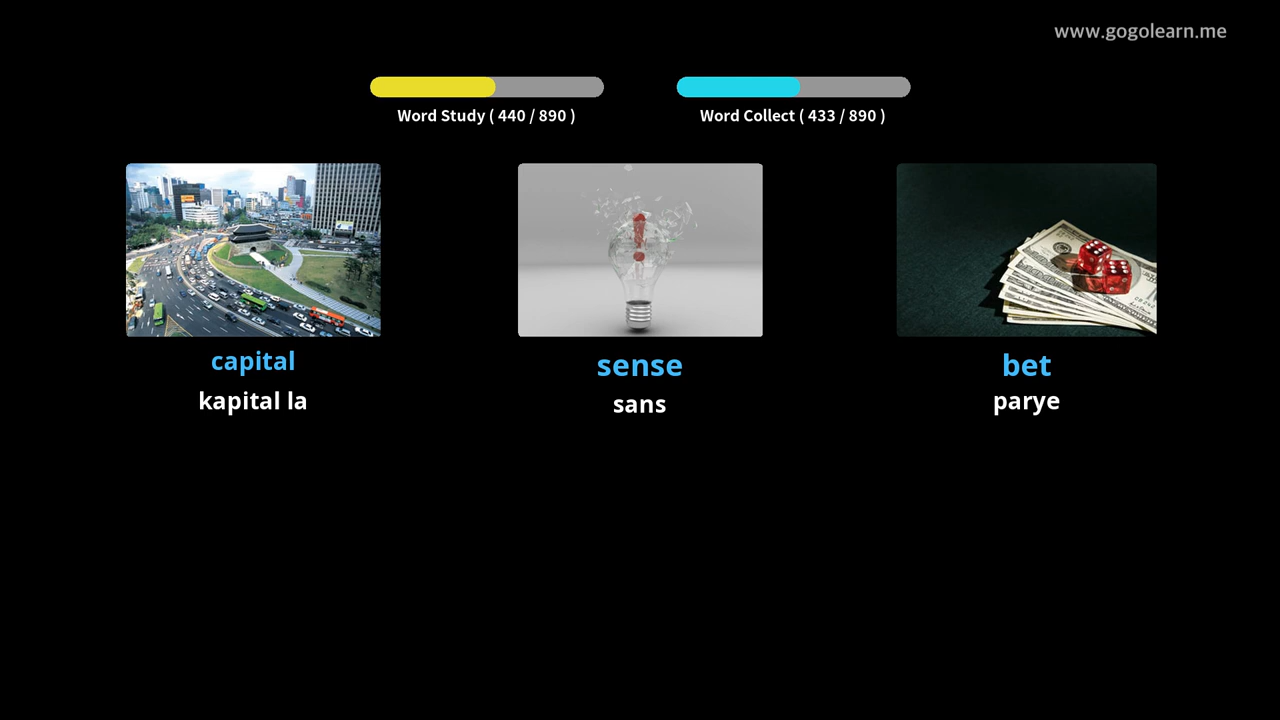 www.gogolearn.me
Word Study ( 440 / 890 )
Word Collect ( 433 / 890 )
capital
kapital la
sense
sans
bet
parye